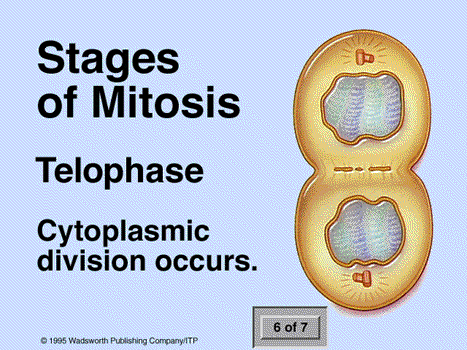 Stages
of Mitosis
Telophase
Cytoplasmic
division occurs.
6 of 7
© 1995 Wadsworth Publishing Company/ITP